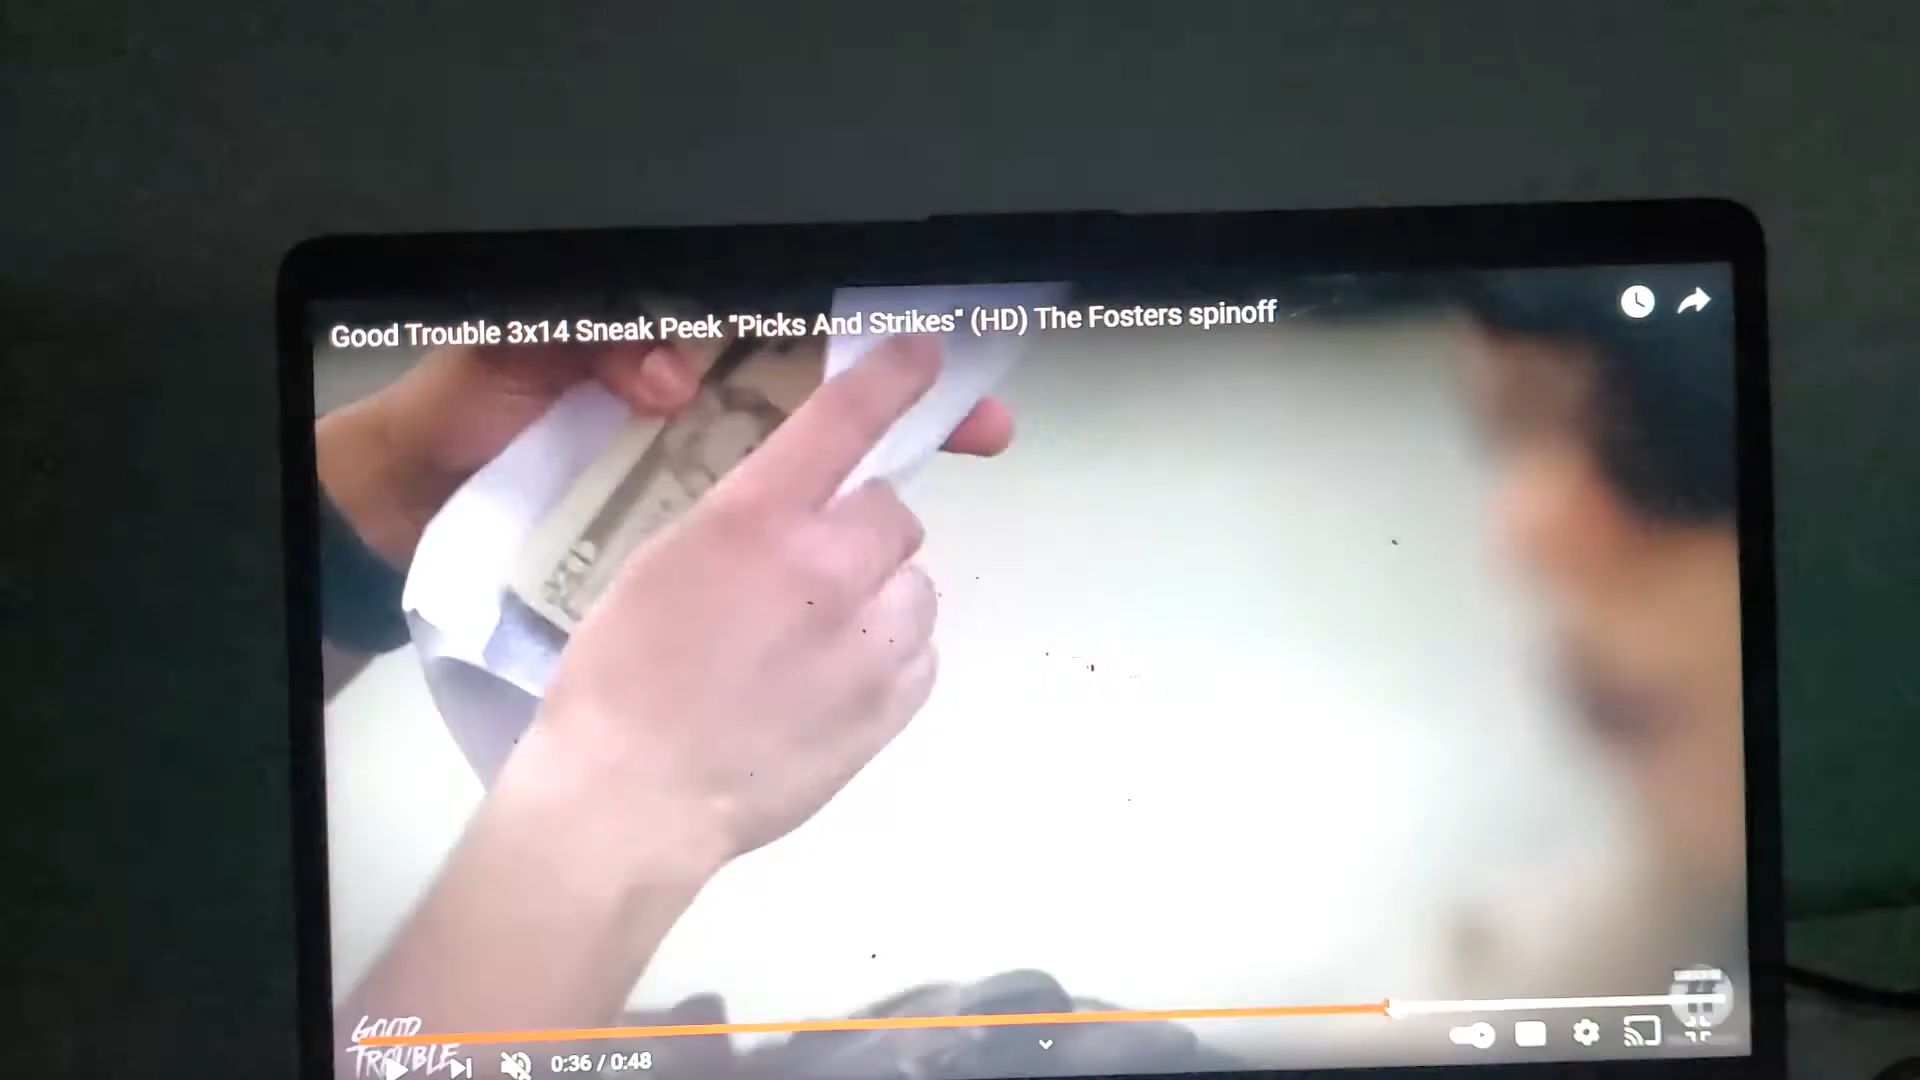 Good Trouble 3x14 Sneak Peek "Picks And Strikes" (HD) The Fosters spinoff
GOOD
TROUBLE
0:36 / 0:48